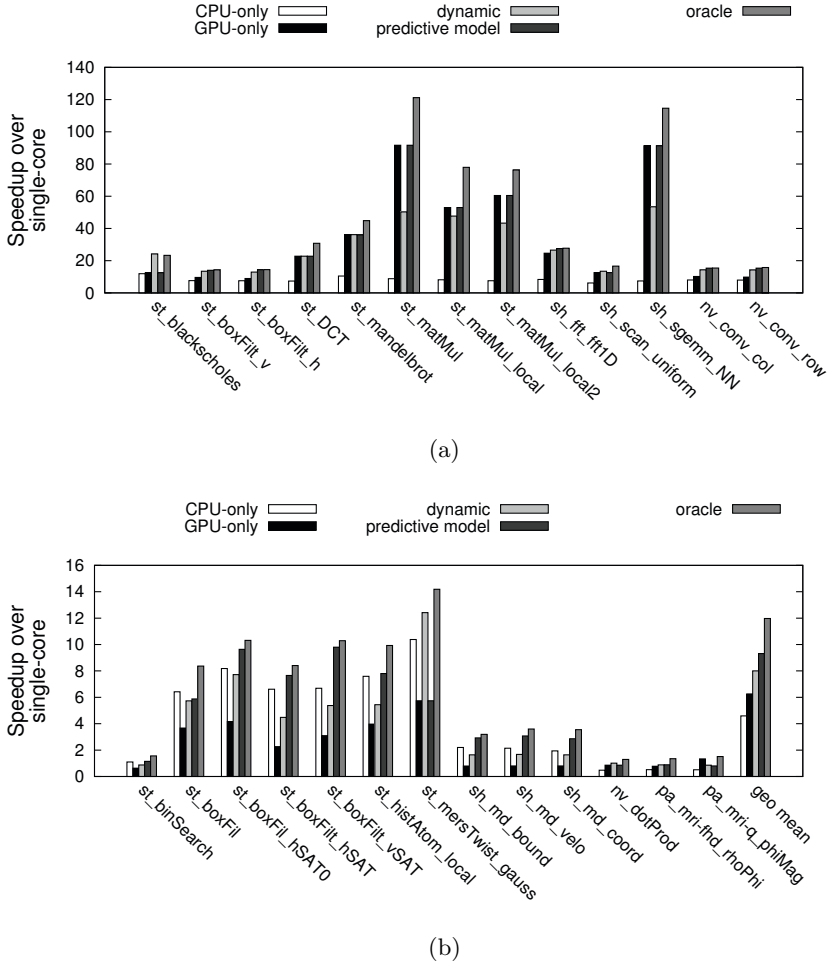 CPU-only
GPU-only
dynamic
predictive model
oracle
Speedup over
single-core
140
120
100
80
60
40
20
0
st_blackscholes
st_boxFilt_v
st_boxFilt_h
st_DCT
st_mandelbrot
st_matMul
st_matMul_local
st_matMul_local2
sh_fft_fft1D
sh_scan_uniform
sh_sgemm_NN
nv_conv_col
nv_conv_row
(a)
CPU-only
GPU-only
dynamic
predictive model
oracle
Speedup over
single-core
16
14
12
10
8
6
4
2
0
st_binSearch
st_boxFil
st_boxFil_hSAT0
st_boxFilt_hSAT
st_boxFilt_vSAT
st_histAtom_local
st_mersTwist_gauss
sh_md_bound
sh_md_velo
sh_md_coord
nv_dotProd
pa_mri-fhd_rhoPhi
pa_mri-q_phiMag
geo mean
(b)